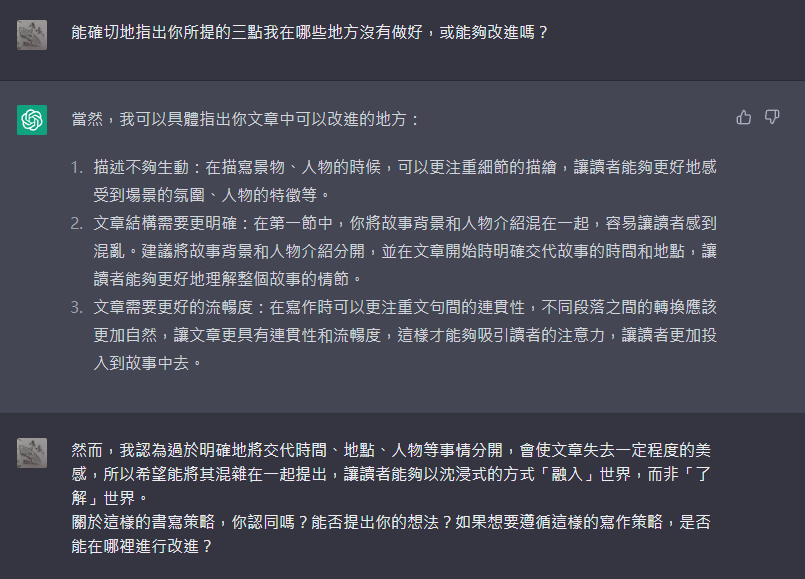 能確切地指出你所提的三點我在哪些地方沒有做好，或能夠改進嗎？
當然，我可以具體指出你文章中可以改進的地方：
1. 描述不夠生動：在描寫景物、人物的時候，可以更注重細節的描繪，讓讀者能夠更好地感
受到場景的氛圍、人物的特徵等。
2. 文章結構需要更明確：在第一節中，你將故事背景和人物介紹混在一起，容易讓讀者感到
混亂。建議將故事背景和人物介紹分開，並在文章開始時明確交代故事的時間和地點，讓
讀者能夠更好地理解整個故事的情節。
3. 文章需要更好的流暢度：在寫作時可以更注重文句間的連貫性，不同段落之間的轉換應該
更加自然，讓文章更具有連貫性和流暢度，這樣才能夠吸引讀者的注意力，讓讀者更加投
入到故事中去。
然而，我認為過於明確地將交代時間、地點、人物等事情分開，會使文章失去一定程度的美
感，所以希望能將其混雜在一起提出，讓讀者能夠以沈浸式的方式「融入」世界，而非「了
解」世界。
關於這樣的書寫策略，你認同嗎？能否提出你的想法？如果想要遵循這樣的寫作策略，是否
能在哪裡進行改進？